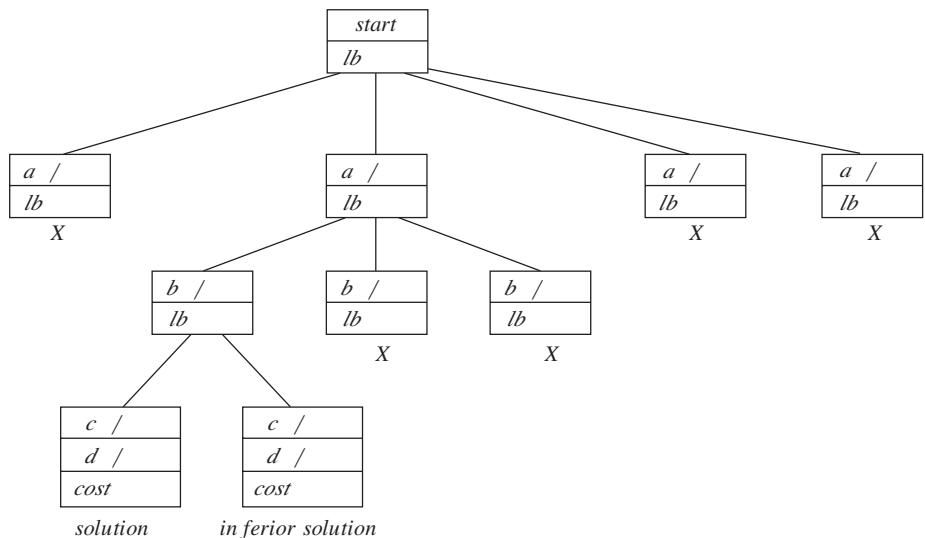 start
lb
a / a / a / a /
lb lb lb lb
X X X
b / b / b /
lb lb lb
X X
c / c /
d / d /
cost cost
solution in ferior solution